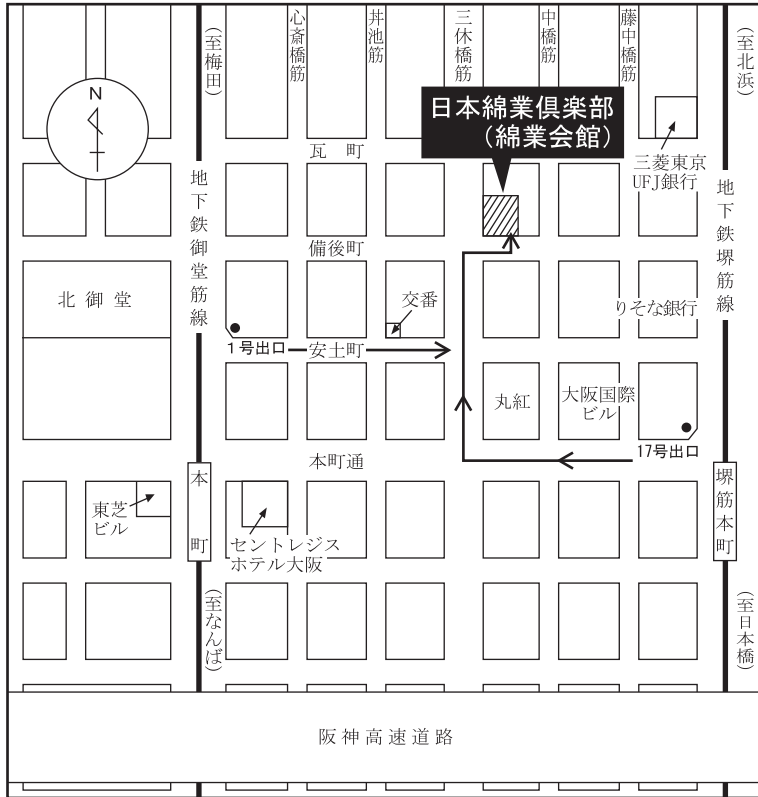 (至梅田)
心斎橋筋
丼池筋
三休橋筋
中橋筋
藤中橋筋
(至北浜)
N
日本綿業倶楽部
(綿業会館)
瓦町
三菱東京
UFJ銀行
地下鉄御堂筋線
地下鉄堺筋線
備後町
北御堂
交番
りそな銀行
1号出口
安土町
丸紅
大阪国際
ビル
17号出口
本町通
本町
堺筋本町
東芝
ビル
セントレジス
ホテル大阪
(至なんば)
(至日本橋)
阪神高速道路